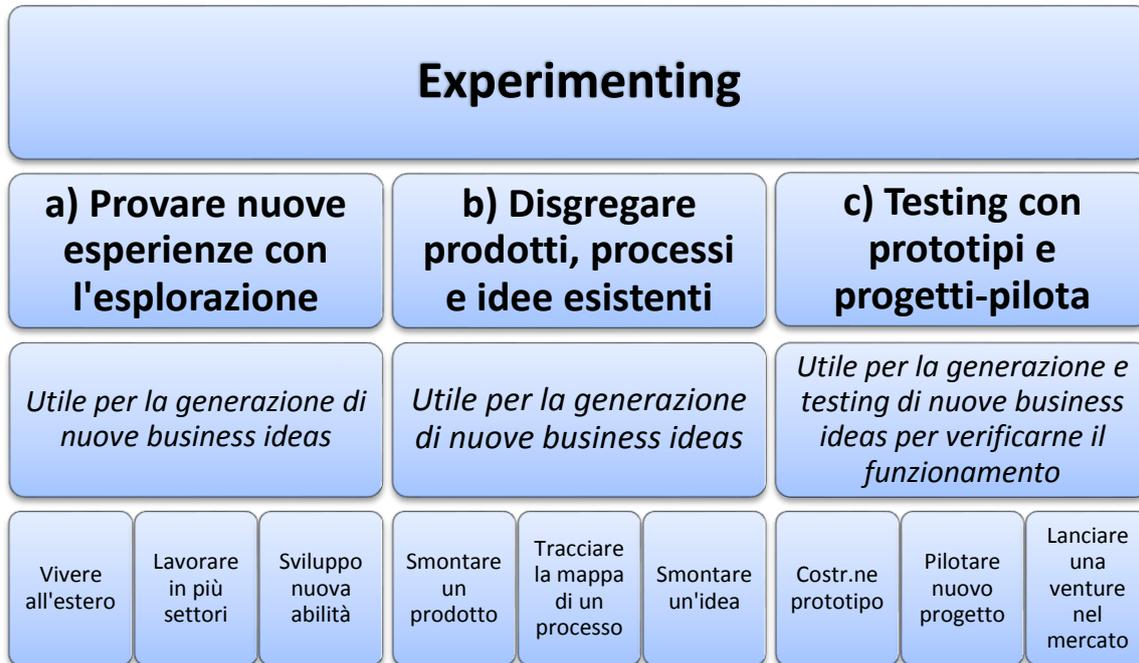 Experimenting
a) Provare nuove
esperienze con
l'esplorazione
b) Disgregare
prodotti, processi
e idee esistenti
c) Testing con
prototipi e
progetti-pilota
Utile per la generazione di
nuove business ideas
Utile per la generazione
di nuove business ideas
Utile per la generazione e
testing di nuove business
ideas per verificarne il
funzionamento
Vivere
all'estero
Lavorare
in più
settori
Sviluppo
nuova
abilità
Smontare
un
prodotto
Tracciare
la mappa
di un
processo
Smontare
un'idea
Costr.ne
prototipo
Pilotare
nuovo
progetto
Lanciare
una
venture
nel
mercato